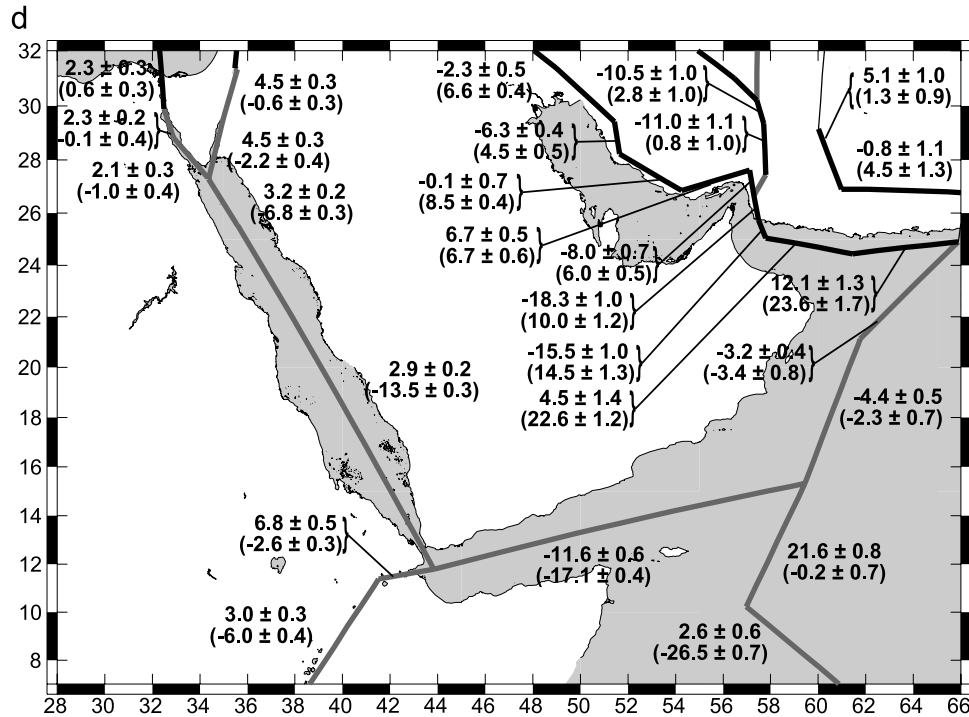 d
32
30
28
26
24
22
20
18
16
14
12
10
8
28 30 32 34 36 38 40 42 44 46 48 50 52 54 56 58 60 62 64 66
2.3 ± 0.3
(0.6 ± 0.3)
2.3 ± 0.2
-0.1 ± 0.4)
2.1 ± 0.3
(-1.0 ± 0.4)
4.5 ± 0.3
(-0.6 ± 0.3)
4.5 ± 0.3
(-2.2 ± 0.4)
3.2 ± 0.2
(-6.8 ± 0.3)
2.9 ± 0.2
(-13.5 ± 0.3)
-2.3 ± 0.5
(6.6 ± 0.4)
-6.3 ± 0.4
(4.5 ± 0.5)
-0.1 ± 0.7
(8.5 ± 0.4)
6.7 ± 0.5
(6.7 ± 0.6)
-8.0 ± 0.7
(6.0 ± 0.5)
-18.3 ± 1.0
(10.0 ± 1.2)
-15.5 ± 1.0
(14.5 ± 1.3)
4.5 ± 1.4
(22.6 ± 1.2)
-10.5 ± 1.0
(2.8 ± 1.0)
-11.0 ± 1.1
(0.8 ± 1.0)
5.1 ± 1.0
(1.3 ± 0.9)
-0.8 ± 1.1
(4.5 ± 1.3)
12.1 ± 1.3
(23.6 ± 1.7)
-3.2 ± 0.4
(-3.4 ± 0.8)
-4.4 ± 0.5
(-2.3 ± 0.7)
6.8 ± 0.5
(-2.6 ± 0.3)
3.0 ± 0.3
(-6.0 ± 0.4)
-11.6 ± 0.6
(-17.1 ± 0.4)
21.6 ± 0.8
(-0.2 ± 0.7)
2.6 ± 0.6
(-26.5 ± 0.7)